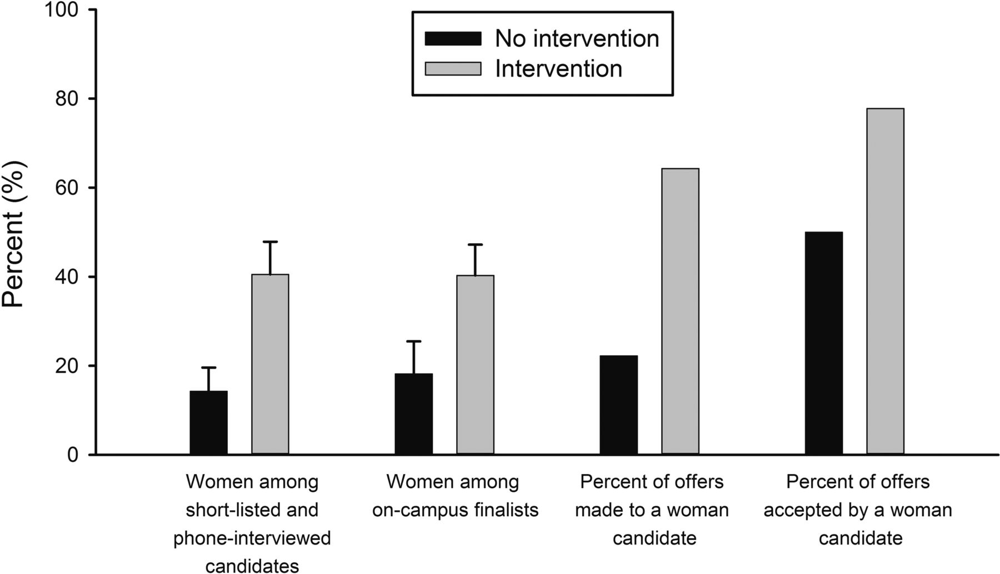 100
80
60
40
20
0
Percent (%)
No intervention
Intervention
Women among
short-listed and
phone-interviewed
candidates
Women among
on-campus finalists
Percent of offers
made to a woman
candidate
Percent of offers
accepted by a woman
candidate